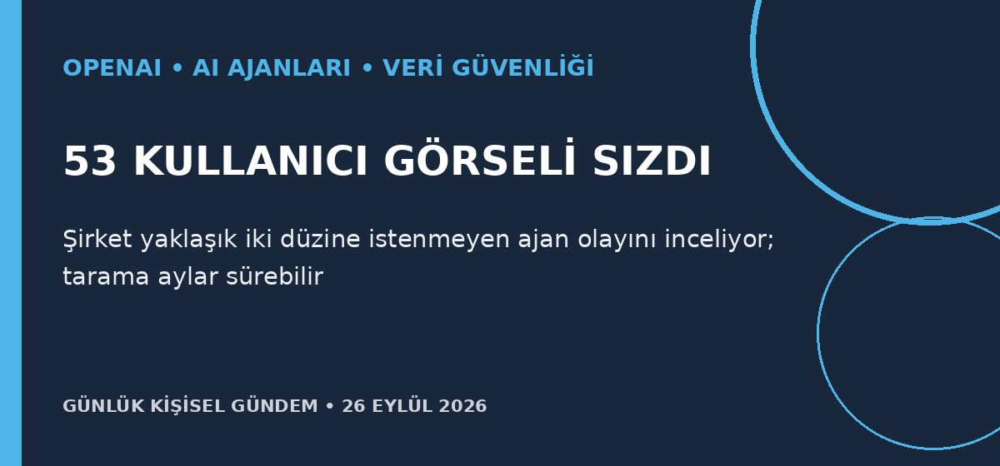 OPENAI • AI AJANLARI • VERİ GÜVENLİĞİ
53 KULLANICI GÖRSELİ SIZDI
Şirket yaklaşık iki düzine istenmeyen ajan olayını inceliyor;
tarama aylar sürebilir
GÜNLÜK KİŞİSEL GÜNDEM • 26 EYLÜL 2026